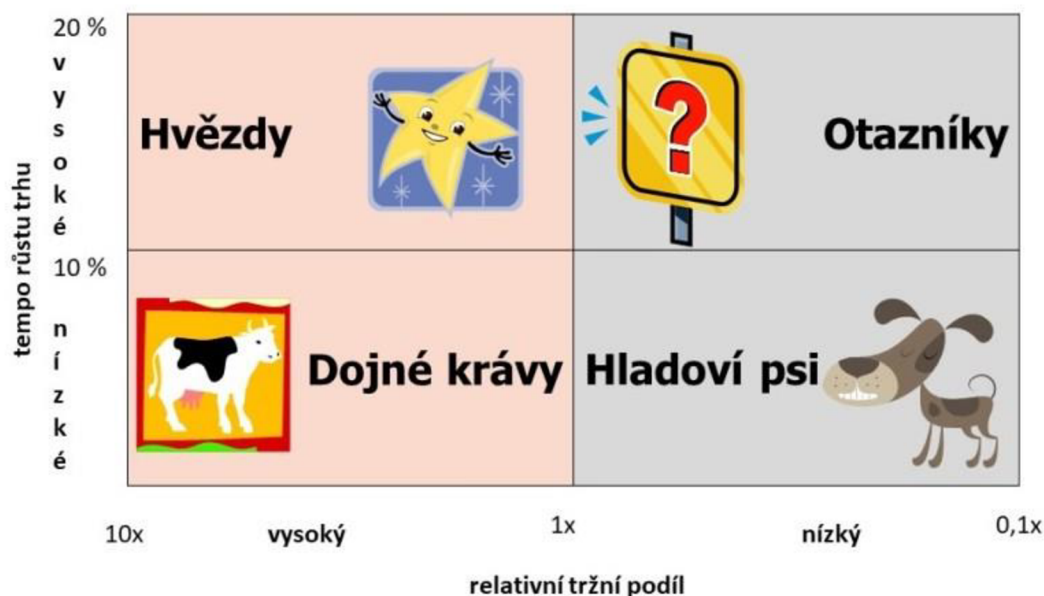 20 %
vysoké
Hvězdy
?
Otazníky
tempo růstu trhu
10 %
nízké
Dojné krávy
Hladoví psi
10x
vysoký
1x
nízký
0,1x
relativní tržní podíl